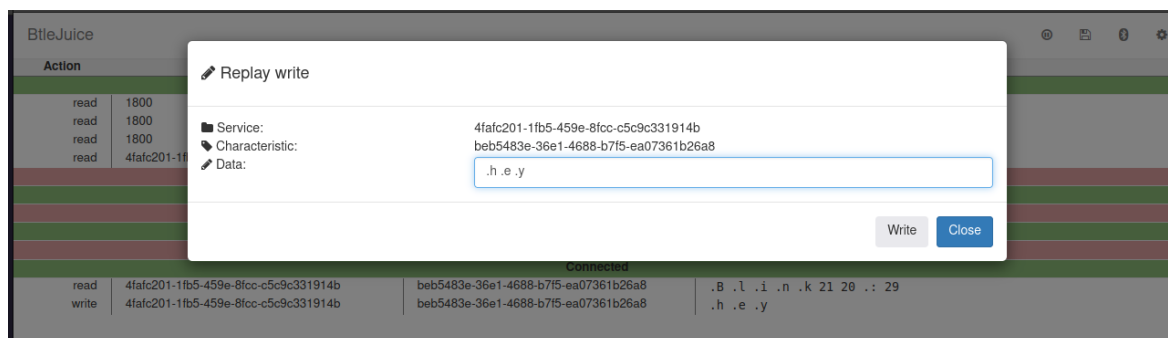 BtleJuice
Action
Replay write
read 1800
read 1800
read 1800
read 4fafc201-1f
Service: 4fafc201-1fb5-459e-8fcc-c5c9c331914b
Characteristic: beb5483e-36e1-4688-b7f5-ea07361b26a8
Data: .h .e .y
Write Close
Connected
read 4fafc201-1fb5-459e-8fcc-c5c9c331914b beb5483e-36e1-4688-b7f5-ea07361b26a8 .B .l .i .n .k 21 20 .: 29
write 4fafc201-1fb5-459e-8fcc-c5c9c331914b beb5483e-36e1-4688-b7f5-ea07361b26a8 .h .e .y